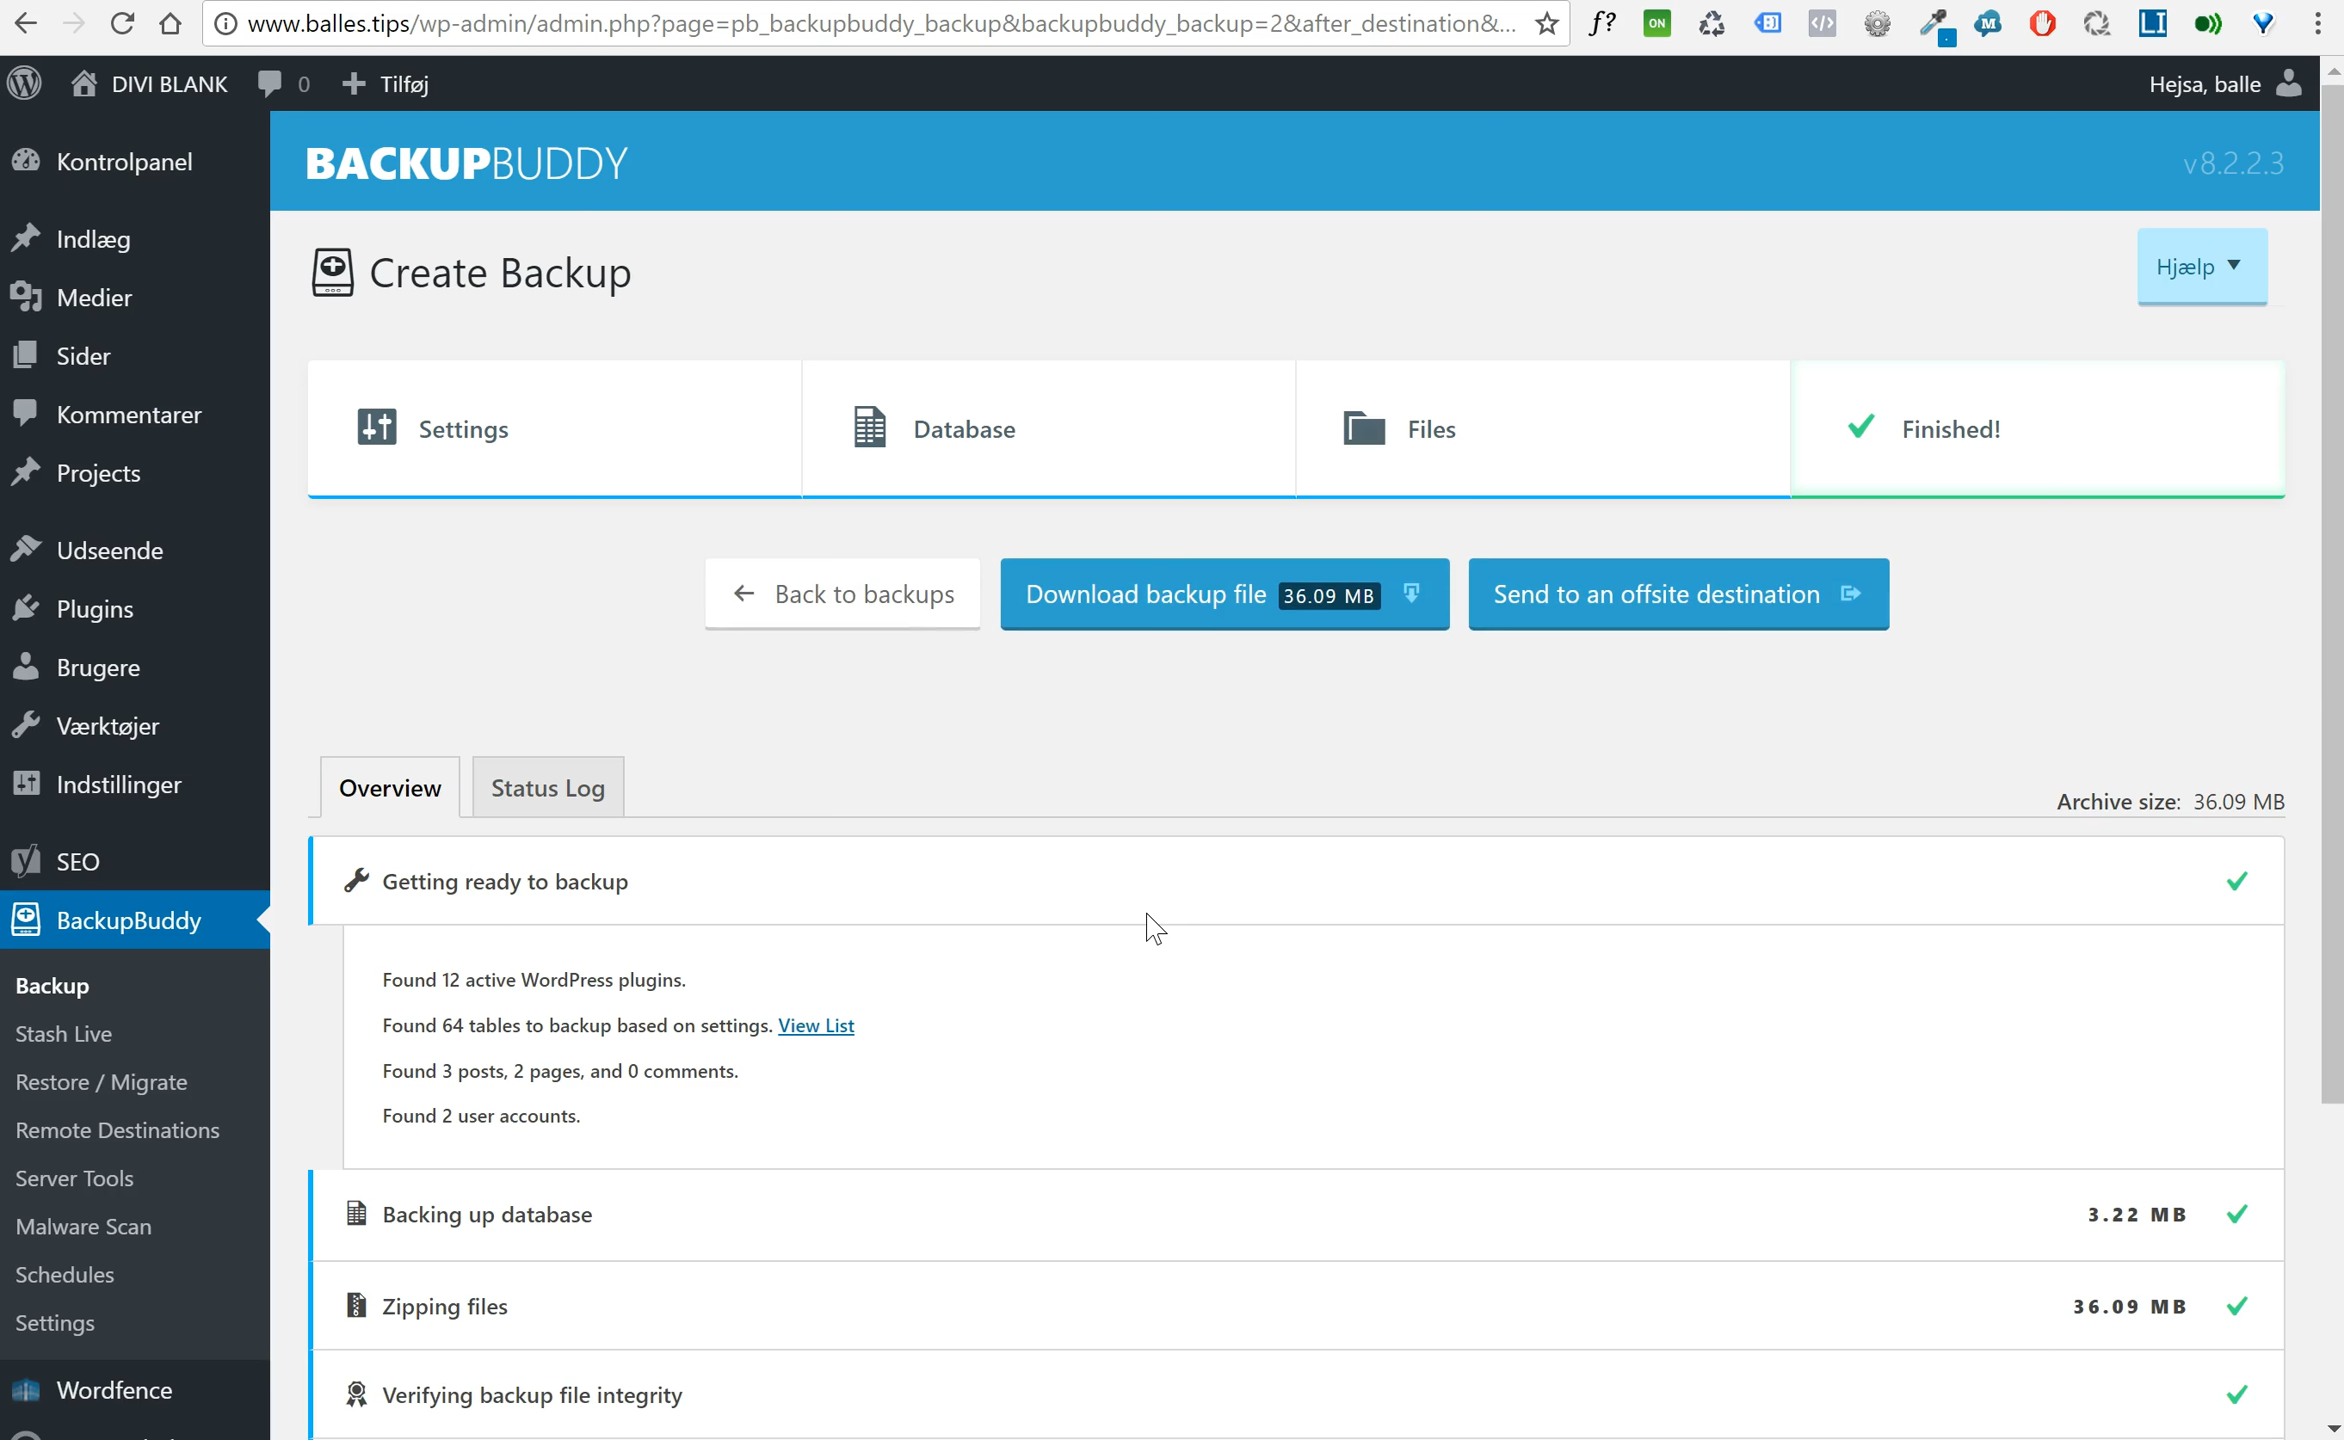 www.balles.tips/wp-admin/admin.php?page=pb_backupbuddy_backup&backupbuddy_backup=2&after_destination&...
f?
ON
M
LI
DIVI BLANK
0
Tilføj
Hejsa, balle
Kontrolpanel
Indlæg
Medier
Sider
Kommentarer
Projects
Udseende
Plugins
Brugere
Værktøjer
Indstillinger
SEO
BackupBuddy
Backup
Stash Live
Restore / Migrate
Remote Destinations
Server Tools
Malware Scan
Schedules
Settings
Wordfence
BACKUPBUDDY
v8.2.2.3
Create Backup
Hjælp
Settings
Database
Files
Finished!
Back to backups
Download backup file 36.09 MB
Send to an offsite destination
Overview
Status Log
Archive size: 36.09 MB
Getting ready to backup
Found 12 active WordPress plugins.
Found 64 tables to backup based on settings. View List
Found 3 posts, 2 pages, and 0 comments.
Found 2 user accounts.
Backing up database
3.22 MB
Zipping files
36.09 MB
Verifying backup file integrity